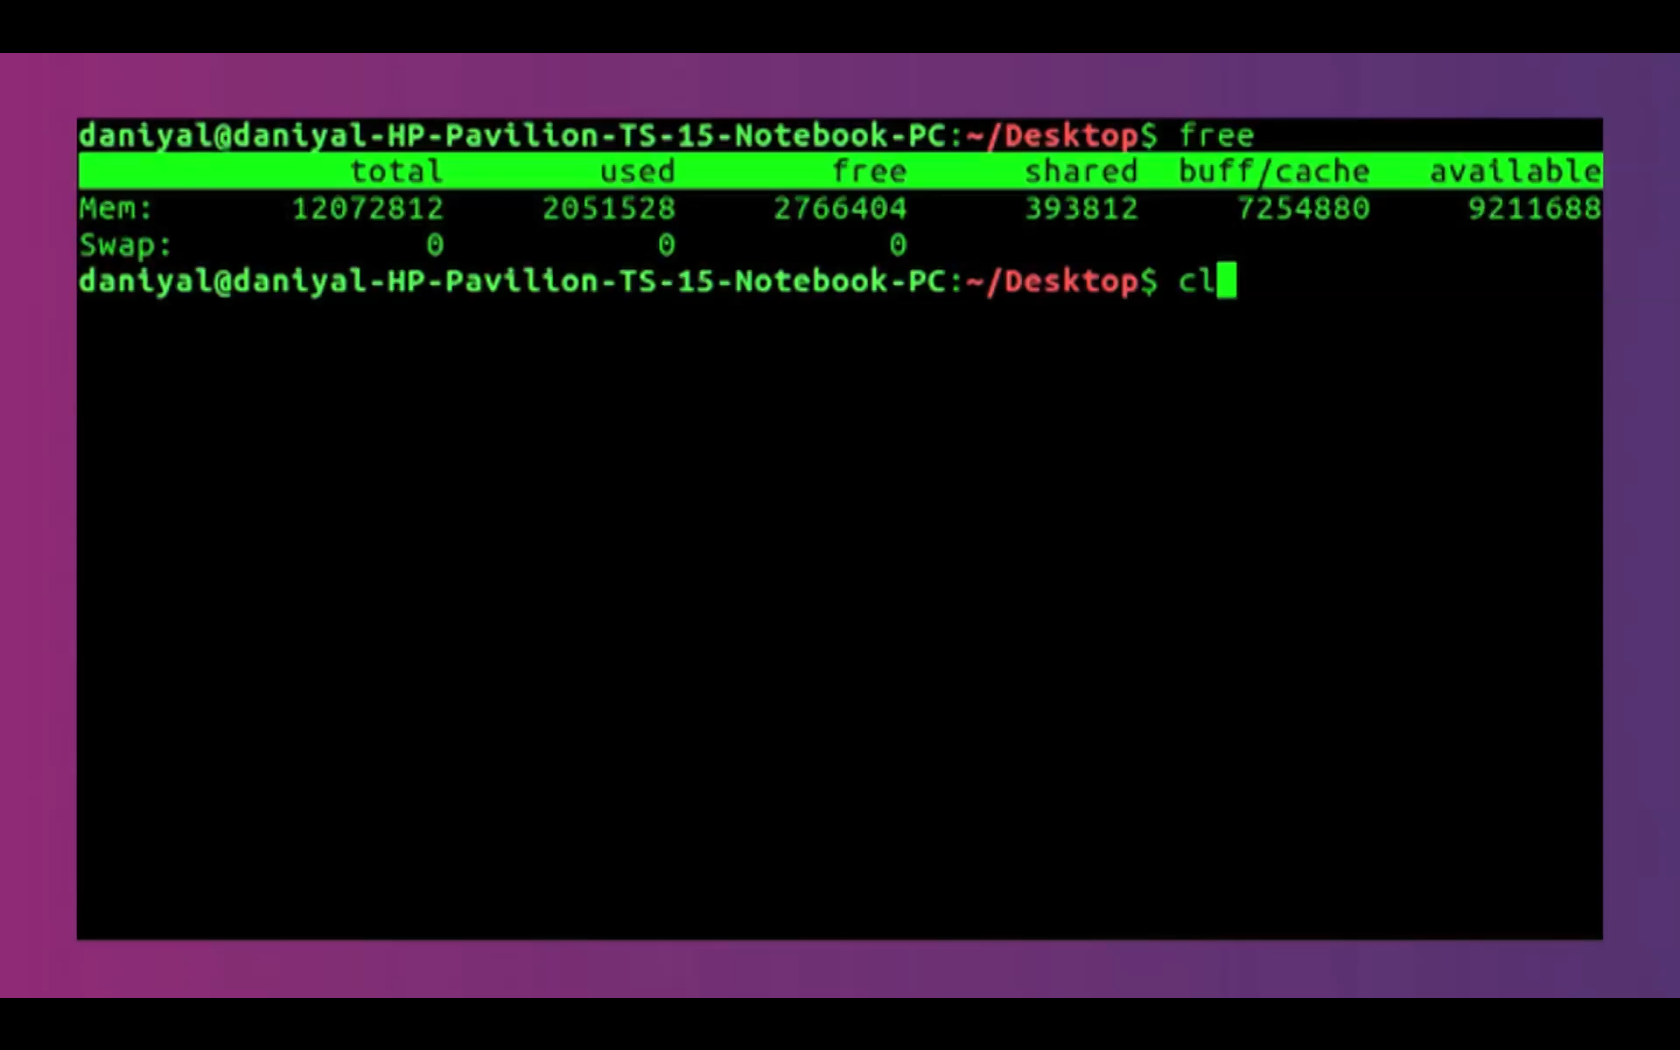 daniyal@daniyal-HP-Pavilion-TS-15-Notebook-PC:~/Desktop$ free
total used free shared buff/cache available
Mem: 12072812 2051528 2766404 393812 7254880 9211688
Swap: 0 0 0
daniyal@daniyal-HP-Pavilion-TS-15-Notebook-PC:~/Desktop$ cl